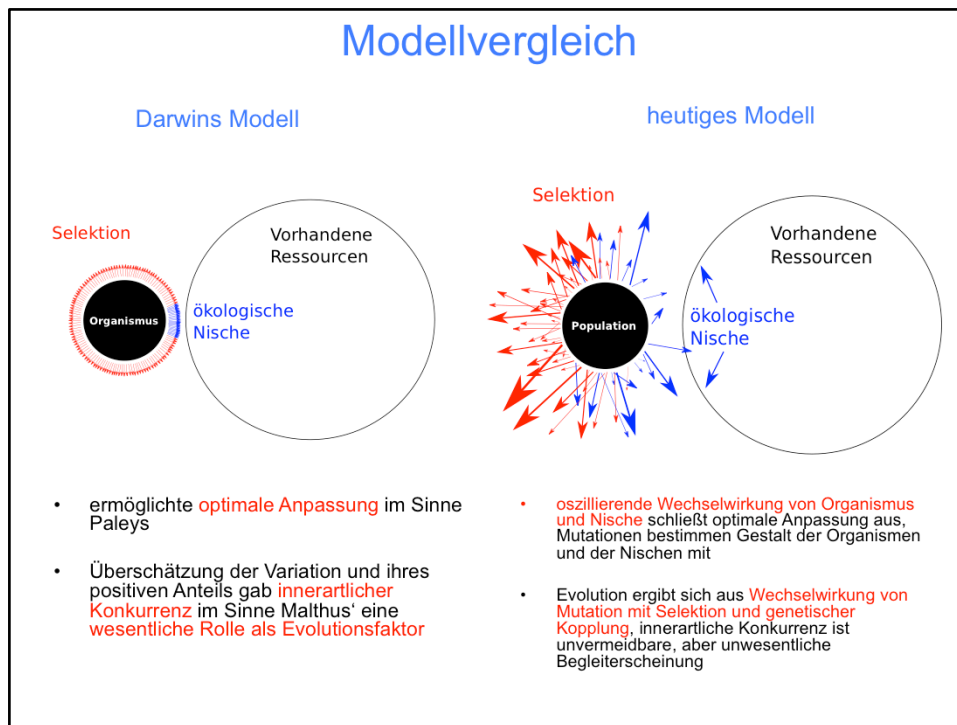 Modellvergleich
Darwins Modell
Selektion
Organismus
ökologische
Nische
Vorhandene
Ressourcen
• ermöglichte optimale Anpassung im Sinne
Paleys
• Überschätzung der Variation und ihres
positiven Anteils gab innerartlicher
Konkurrenz im Sinne Malthus‘ eine
wesentliche Rolle als Evolutionsfaktor
heutiges Modell
Selektion
Population
Vorhandene
Ressourcen
ökologische
Nische
• oszillierende Wechselwirkung von Organismus
und Nische schließt optimale Anpassung aus,
Mutationen bestimmen Gestalt der Organismen
und der Nischen mit
• Evolution ergibt sich aus Wechselwirkung von
Mutation mit Selektion und genetischer
Kopplung, innerartliche Konkurrenz ist
unvermeidbare, aber unwesentliche
Begleiterscheinung